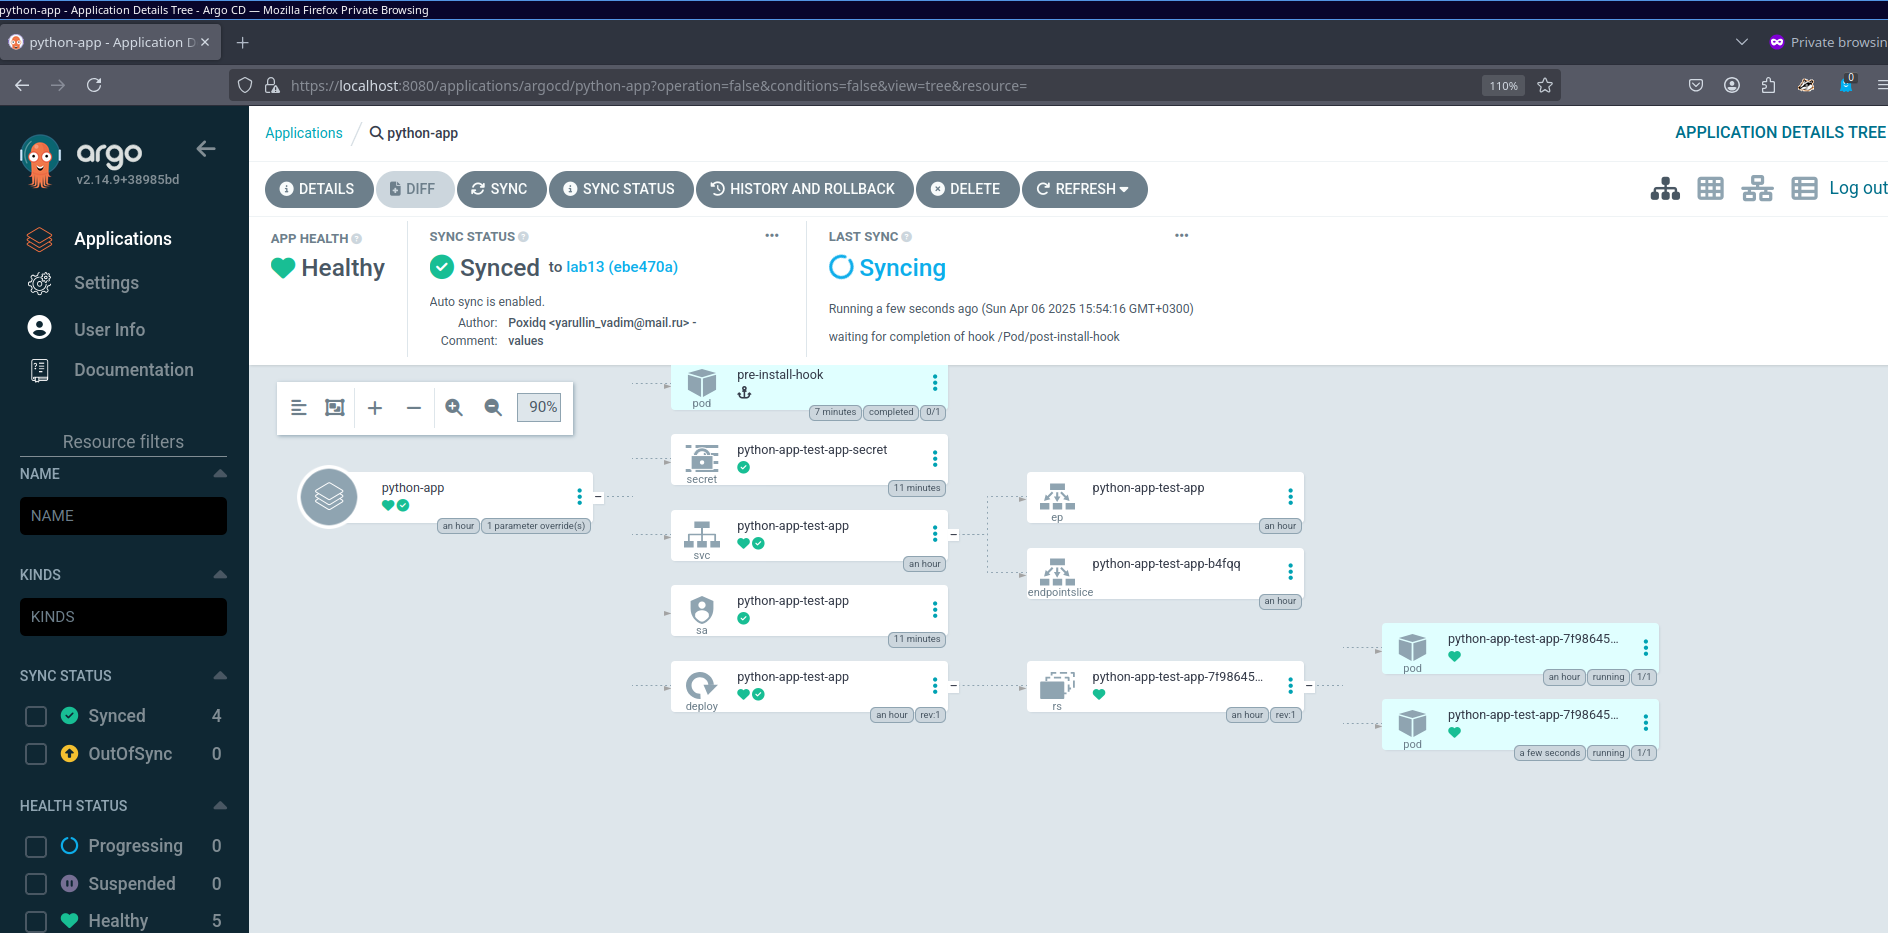 python-app - Application Details Tree - Argo CD — Mozilla Firefox Private Browsing
python-app - Application D
Private browsin
https://localhost:8080/applications/argocd/python-app?operation=false&conditions=false&view=tree&resource=
110%
0
argo
v2.14.9+38985bd
Applications
Settings
User Info
Documentation
Resource filters
NAME
NAME
KINDS
KINDS
SYNC STATUS
Synced 4
OutOfSync 0
HEALTH STATUS
Progressing 0
Suspended 0
Healthy 5
Applications / python-app
APPLICATION DETAILS TREE
DETAILS DIFF SYNC SYNC STATUS HISTORY AND ROLLBACK DELETE REFRESH
Log out
APP HEALTH
Healthy
SYNC STATUS
Synced to lab13 (ebe470a)
Auto sync is enabled.
Author: Poxidq <yarullin_vadim@mail.ru> -
Comment: values
LAST SYNC
Syncing
Running a few seconds ago (Sun Apr 06 2025 15:54:16 GMT+0300)
waiting for completion of hook /Pod/post-install-hook
90%
python-app
an hour 1 parameter override(s)
pre-install-hook
pod
7 minutes completed 0/1
python-app-test-app-secret
secret
11 minutes
python-app-test-app
svc
an hour
python-app-test-app
sa
11 minutes
python-app-test-app
deploy
an hour rev:1
python-app-test-app
ep
an hour
python-app-test-app-b4fqq
endpointslice
an hour
python-app-test-app-7f98645...
rs
an hour rev:1
python-app-test-app-7f98645...
pod
an hour running 1/1
python-app-test-app-7f98645...
pod
a few seconds running 1/1